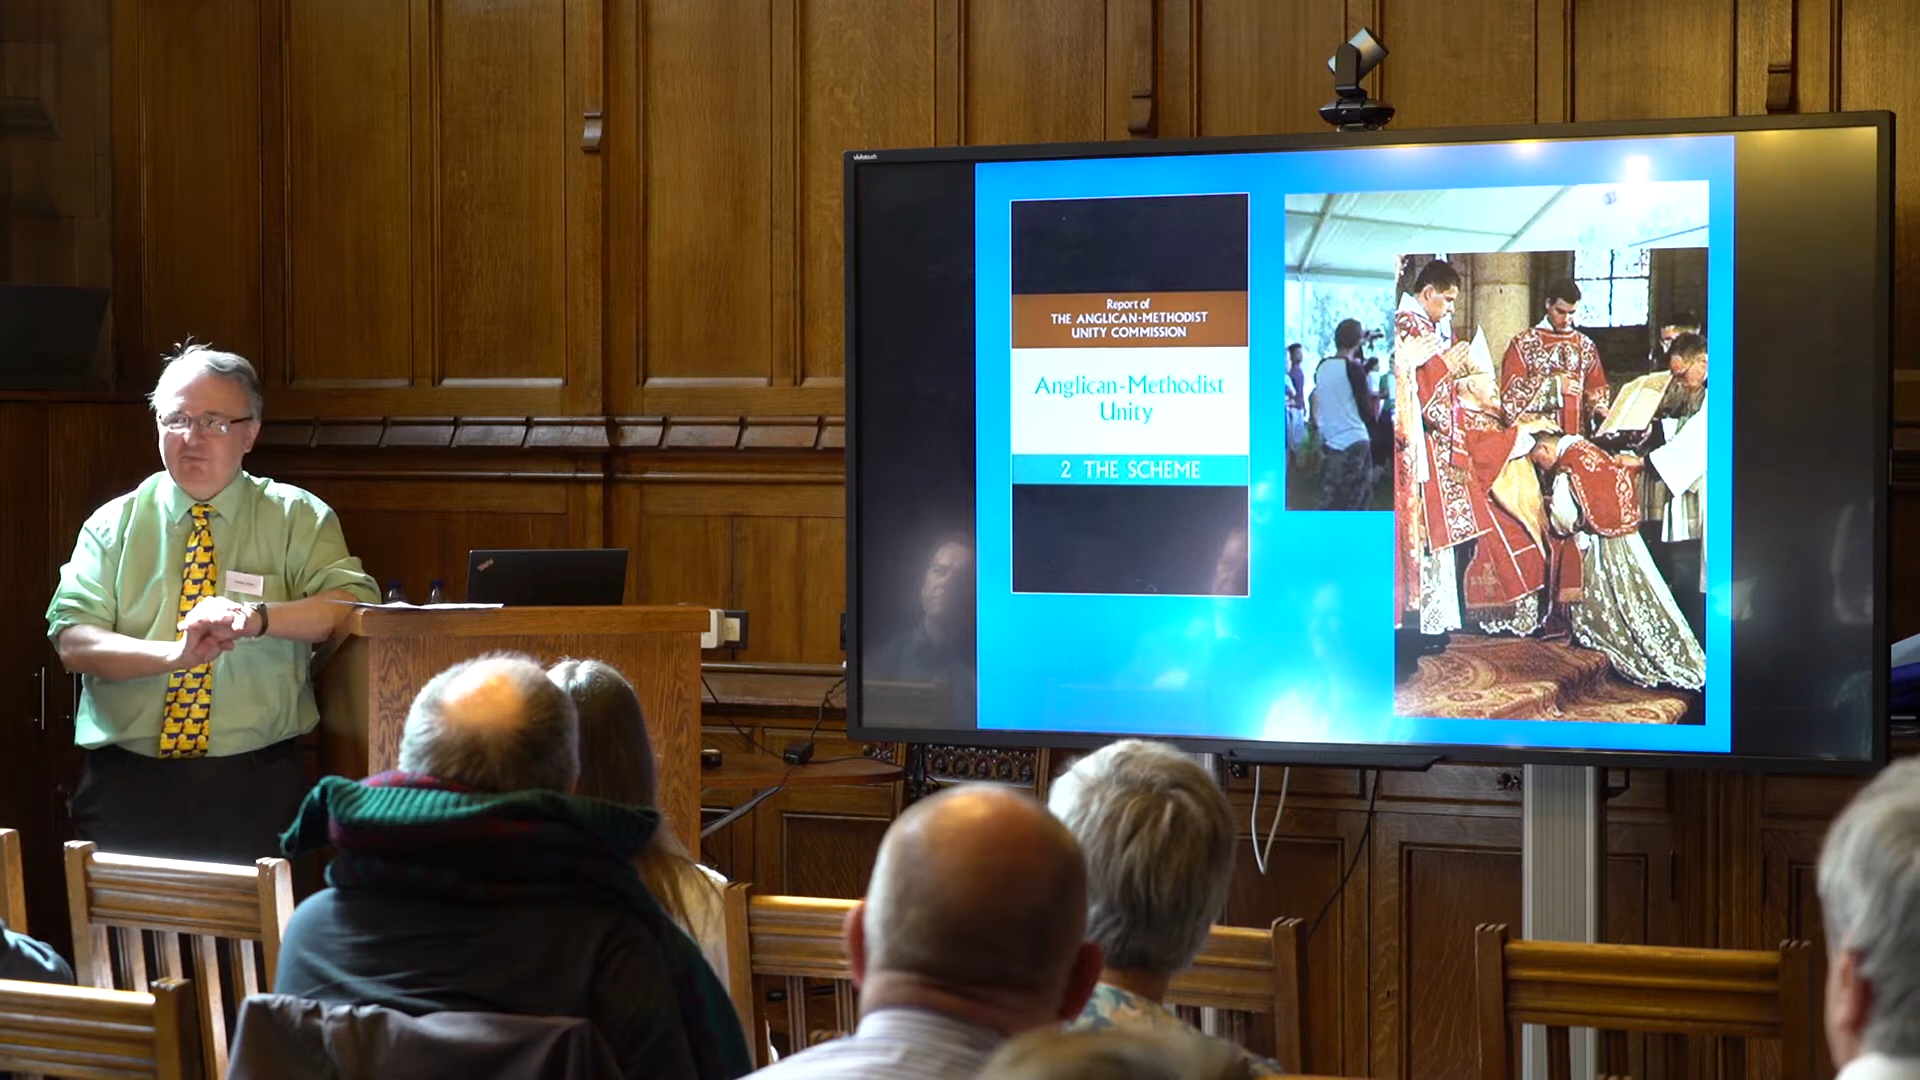 Report of
THE ANGLICAN-METHODIST
UNITY COMMISSION
Anglican-Methodist
Unity
2 THE SCHEME